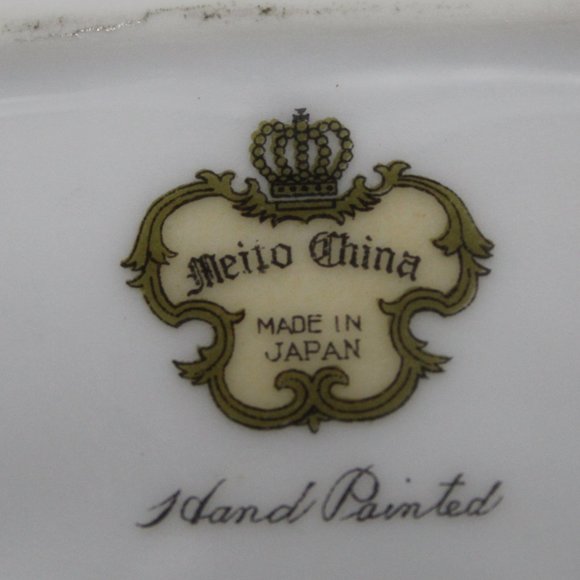 Meito China
MADE IN
JAPAN
Hand Painted